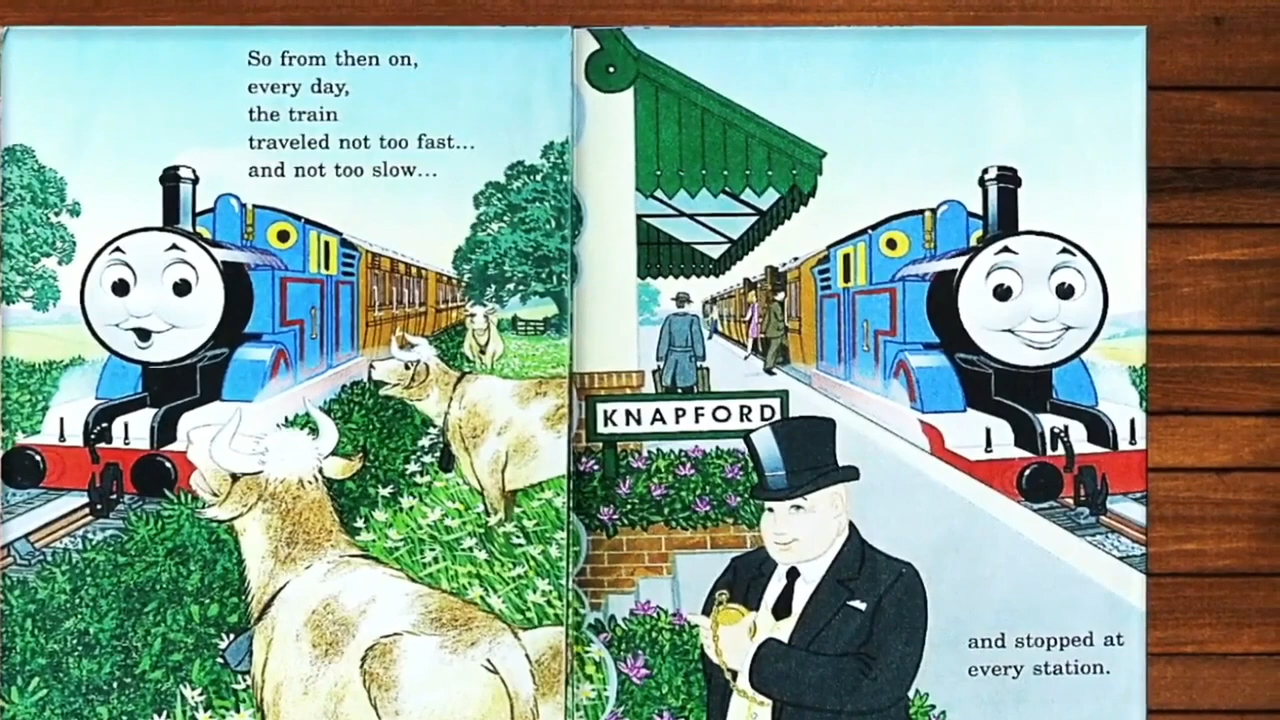 So from then on,
every day,
the train
traveled not too fast...
and not too slow...
KNAPFORD
and stopped at
every station.